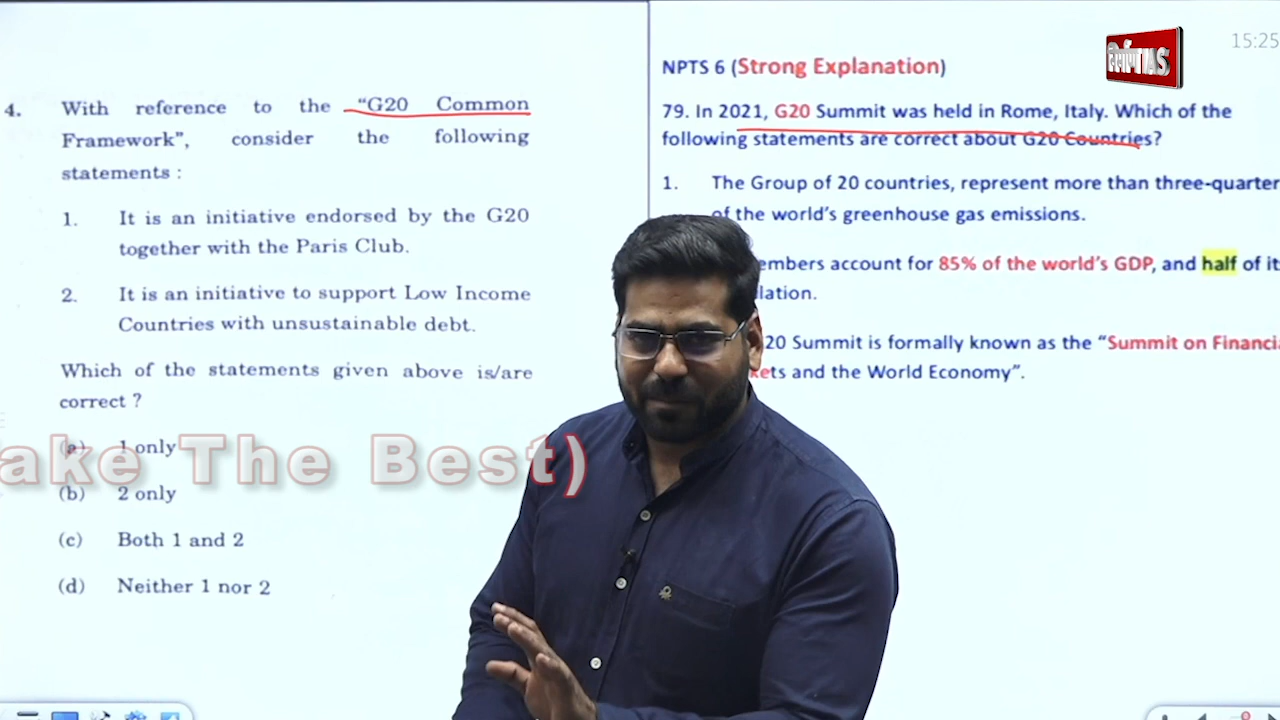 4. With reference to the "G20 Common
Framework", consider the following
statements :
1. It is an initiative endorsed by the G20
together with the Paris Club.
2. It is an initiative to support Low Income
Countries with unsustainable debt.
Which of the statements given above is/are
correct ?
(a) 1 only
(b) 2 only
(c) Both 1 and 2
(d) Neither 1 nor 2
ake The Best)
15:25
NPTS 6 (Strong Explanation)
79. In 2021, G20 Summit was held in Rome, Italy. Which of the
following statements are correct about G20 Countries?
1. The Group of 20 countries, represent more than three-quarter
of the world's greenhouse gas emissions.
embers account for 85% of the world's GDP, and half of it
lation.
20 Summit is formally known as the "Summit on Financi
kets and the World Economy".